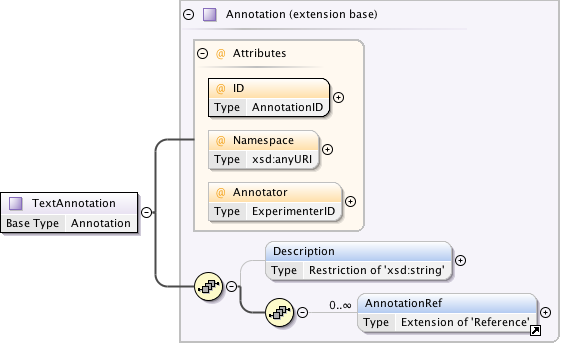 Annotation (extension base)
@ Attributes
@ ID
Type AnnotationID
@ Namespace
Type xsd:anyURI
@ Annotator
Type ExperimenterID
TextAnnotation
Base Type Annotation
Description
Type Restriction of 'xsd:string'
0..∞
AnnotationRef
Type Extension of 'Reference'